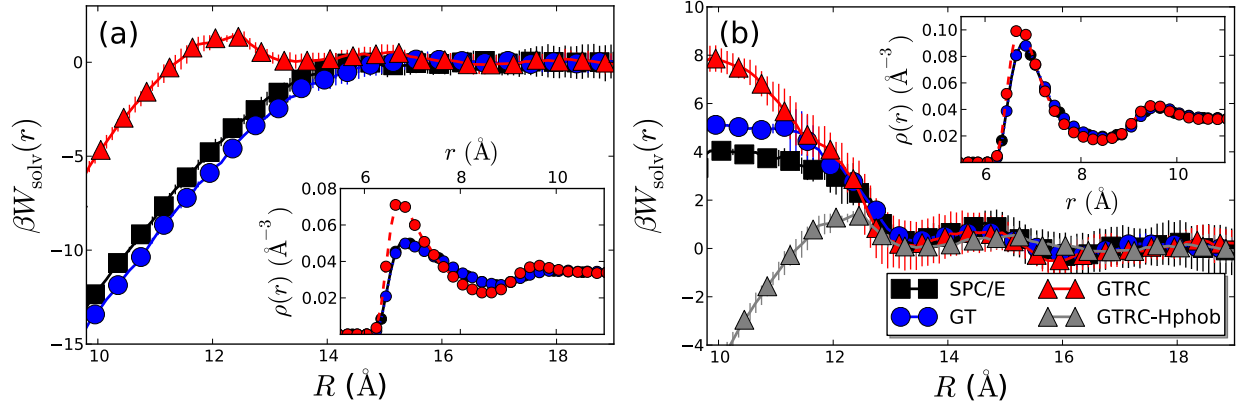 (a)
βW_solv(r)
0
−5
−10
−15
10 12 14 16 18
R (Å)
r (Å)
6 8 10
ρ(r) (Å⁻³)
0.08
0.06
0.04
0.02
(b)
βW_solv(r)
10
8
6
4
2
0
−2
−4
10 12 14 16 18
R (Å)
ρ(r) (Å⁻³)
0.10
0.08
0.06
0.04
0.02
6 8 10
r (Å)
SPC/E
GT
GTRC
GTRC-Hphob